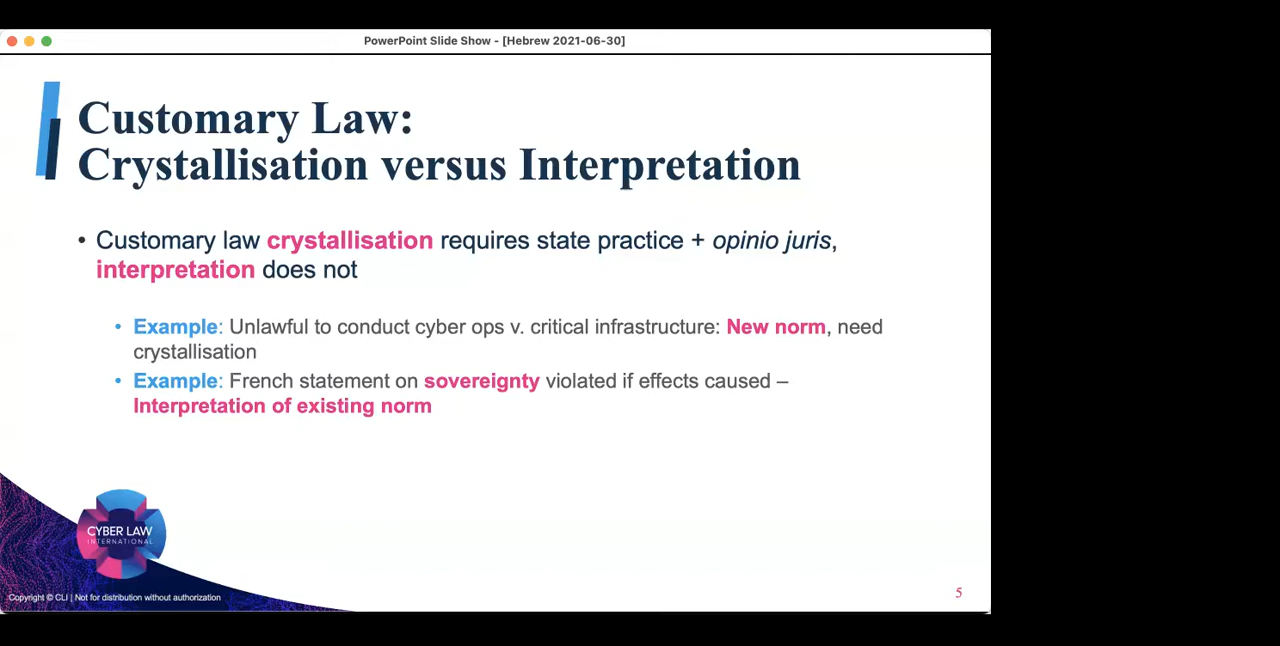 PowerPoint Slide Show - [Hebrew 2021-06-30]
Customary Law:
Crystallisation versus Interpretation
• Customary law crystallisation requires state practice + opinio juris,
interpretation does not
• Example: Unlawful to conduct cyber ops v. critical infrastructure: New norm, need
crystallisation
• Example: French statement on sovereignty violated if effects caused –
Interpretation of existing norm
CYBER LAW
INTERNATIONAL
Copyright © CLI | Not for distribution without authorization
5